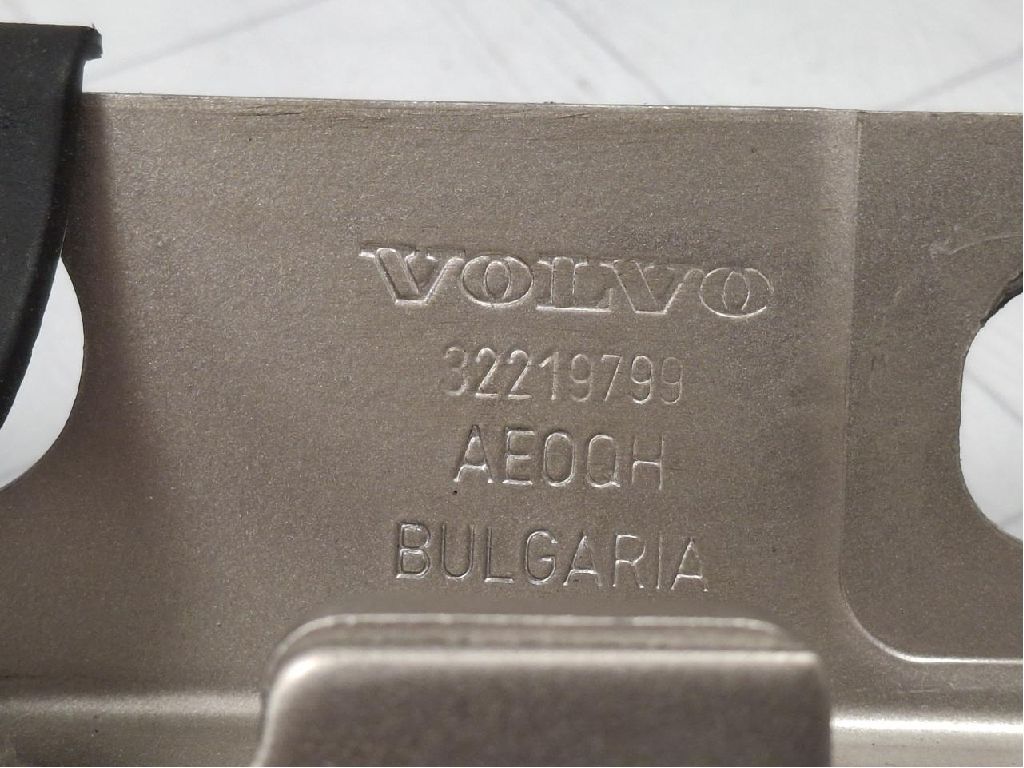 VOLVO
32219799
AE0QH
BULGARIA